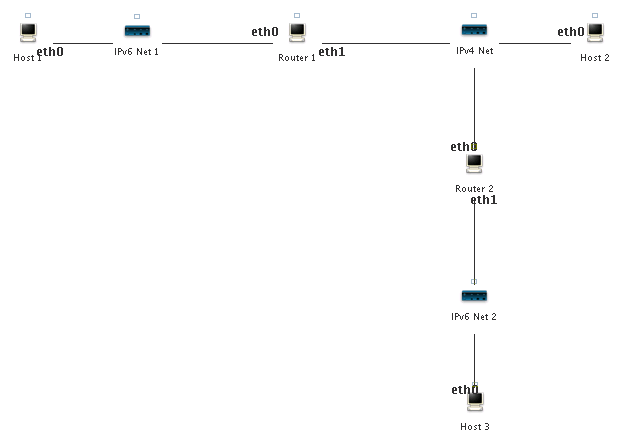 eth0
eth0
Host 1
eth0
IPv6 Net 1
Router 1
eth1
IPv4 Net
Host 2
eth0
Router 2
eth1
IPv6 Net 2
eth0
Host 3